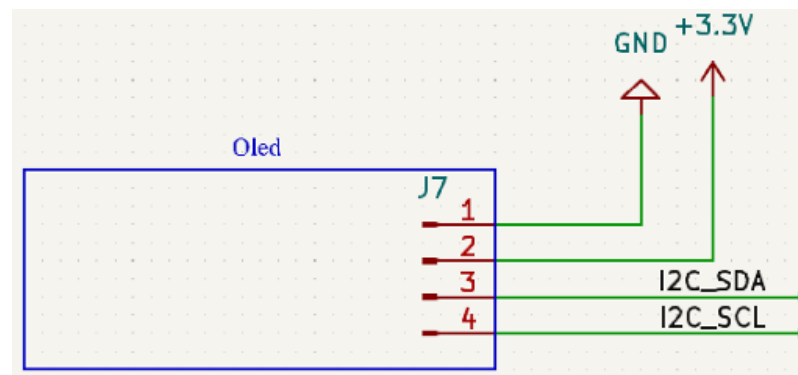 +3.3V
GND
Oled
J7
1
2
3
I2C_SDA
4
I2C_SCL